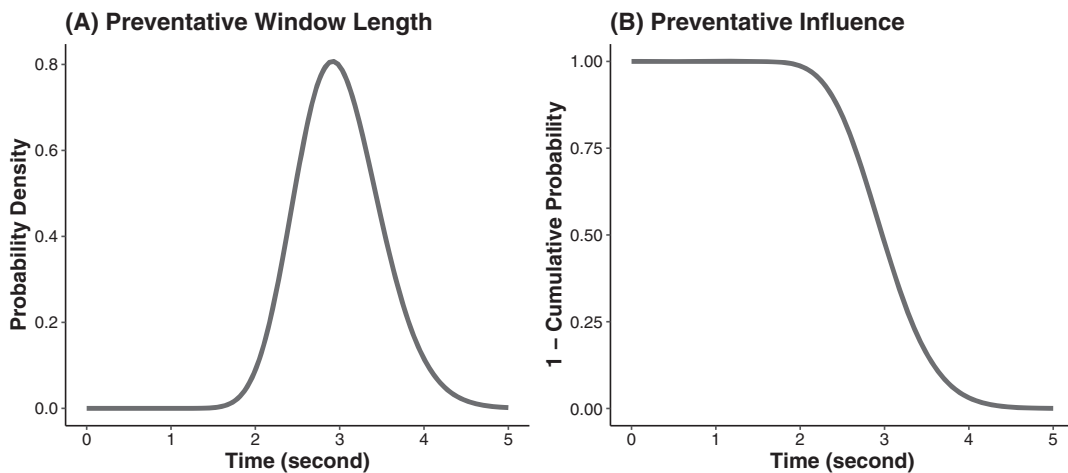 (A) Preventative Window Length
Probability Density
0.8
0.6
0.4
0.2
0.0
0 1 2 3 4 5
Time (second)
(B) Preventative Influence
1 − Cumulative Probability
1.00
0.75
0.50
0.25
0.00
0 1 2 3 4 5
Time (second)